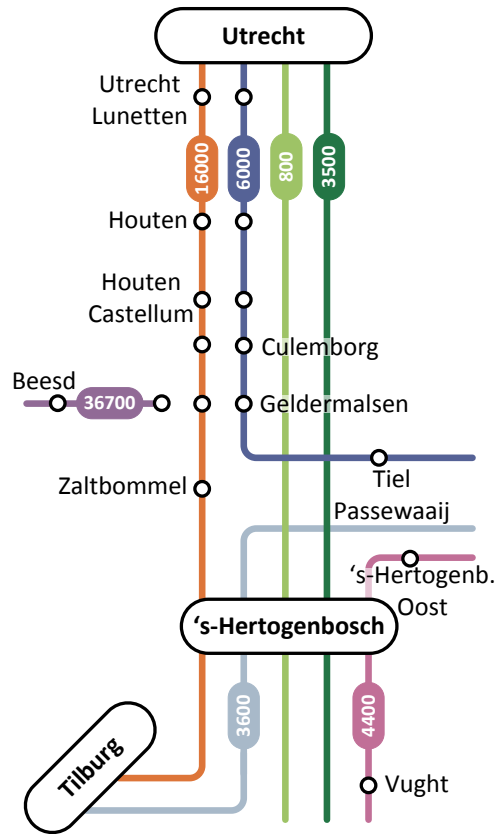 Utrecht
Utrecht
Lunetten
16000
6000
800
3500
Houten
Houten
Castellum
Culemborg
Beesd
36700
Geldermalsen
Zaltbommel
Tiel
Passewaaij
‘s-Hertogenb.
Oost
‘s-Hertogenbosch
3600
4400
Tilburg
Vught